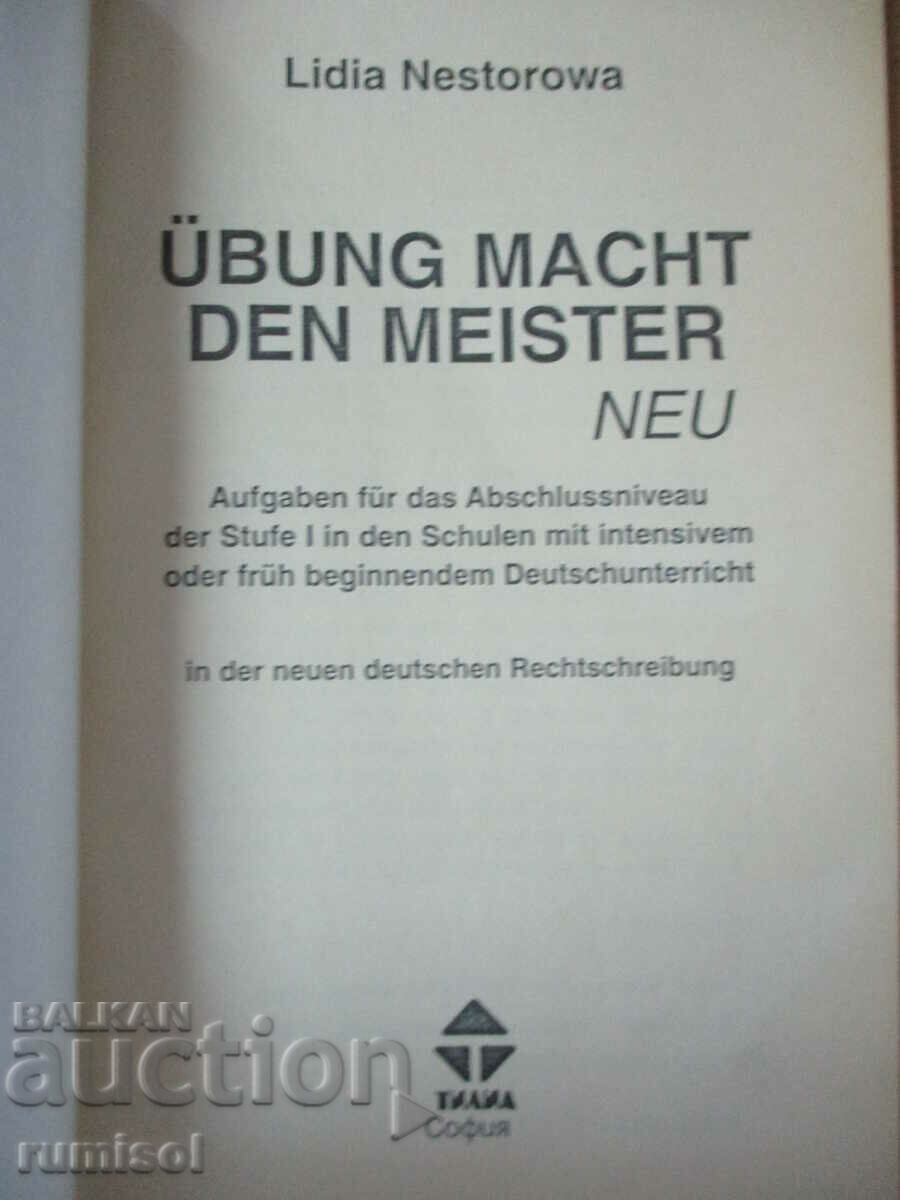 Lidia Nestorowa
ÜBUNG MACHT
DEN MEISTER
NEU
Aufgaben für das Abschlussniveau
der Stufe I in den Schulen mit intensivem
oder früh beginnendem Deutschunterricht
in der neuen deutschen Rechtschreibung
ТИЛИА
София
BALKAN
auction
rumisol